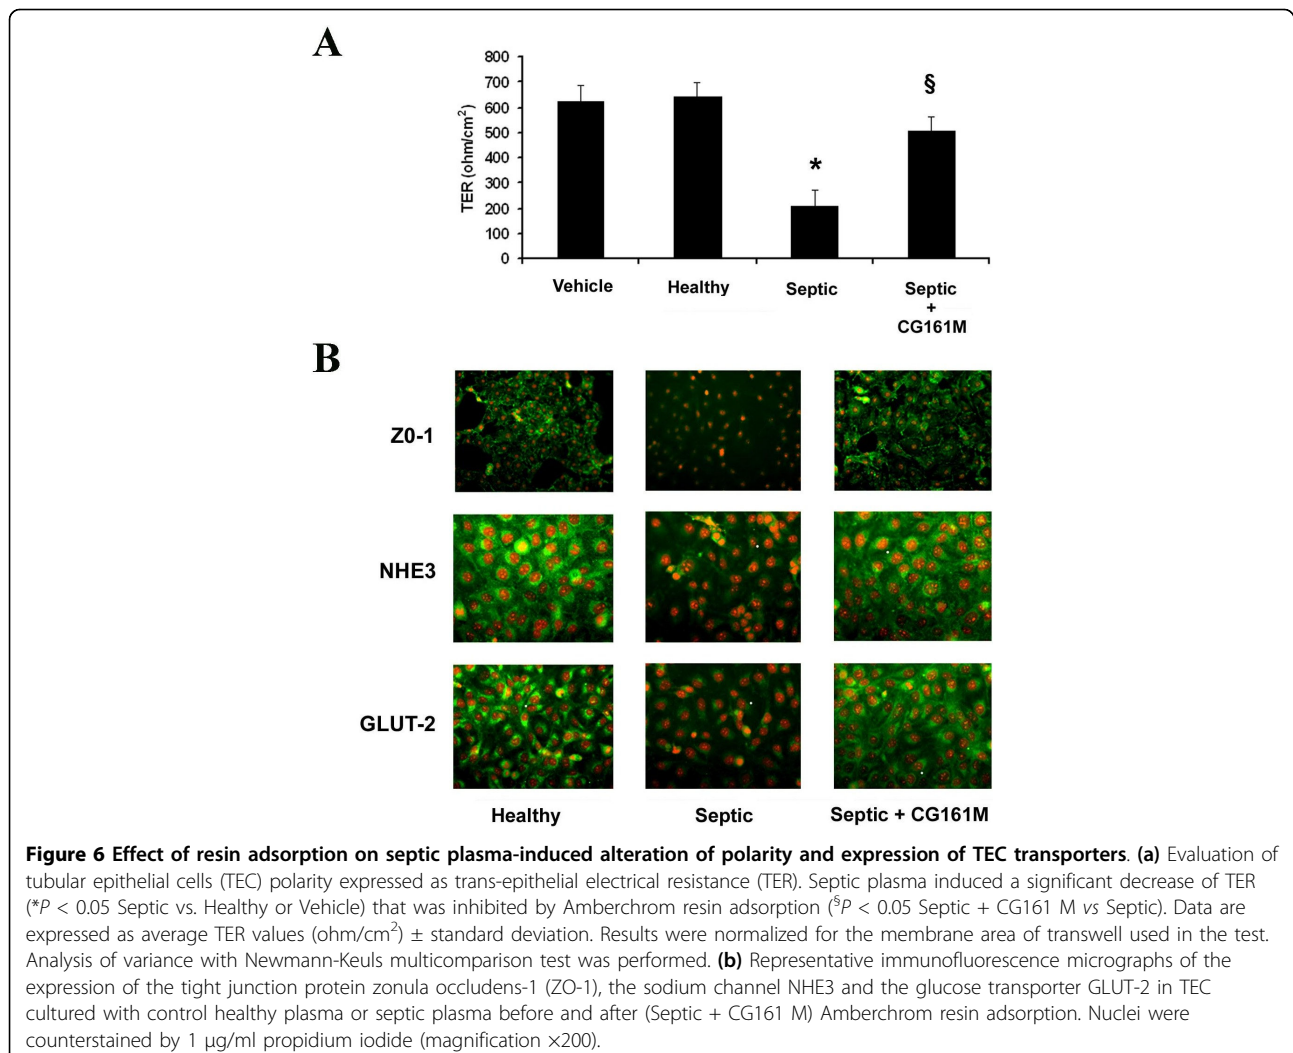 A
800
700
600
500
400
300
200
100
0
TER (ohm/cm²)
*
§
Vehicle
Healthy
Septic
Septic
+
CG161M
B
Z0-1
NHE3
GLUT-2
Healthy
Septic
Septic + CG161M
Figure 6 Effect of resin adsorption on septic plasma-induced alteration of polarity and expression of TEC transporters. (a) Evaluation of
tubular epithelial cells (TEC) polarity expressed as trans-epithelial electrical resistance (TER). Septic plasma induced a significant decrease of TER
(*P < 0.05 Septic vs. Healthy or Vehicle) that was inhibited by Amberchrom resin adsorption (§P < 0.05 Septic + CG161 M vs Septic). Data are
expressed as average TER values (ohm/cm²) ± standard deviation. Results were normalized for the membrane area of transwell used in the test.
Analysis of variance with Newmann-Keuls multicomparison test was performed. (b) Representative immunofluorescence micrographs of the
expression of the tight junction protein zonula occludens-1 (ZO-1), the sodium channel NHE3 and the glucose transporter GLUT-2 in TEC
cultured with control healthy plasma or septic plasma before and after (Septic + CG161 M) Amberchrom resin adsorption. Nuclei were
counterstained by 1 μg/ml propidium iodide (magnification ×200).